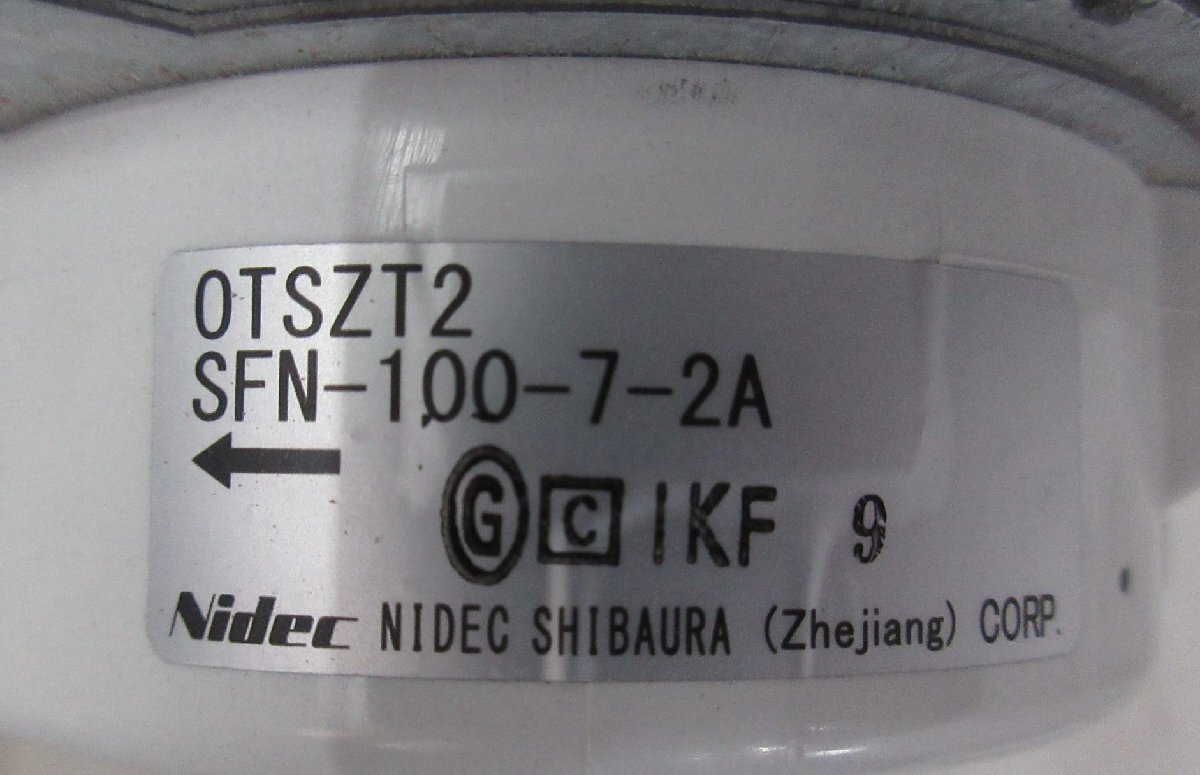 OTSZT2
SFN-100-7-2A
G C IKF 9
Nidec NIDEC SHIBAURA (Zhejiang) CORP.